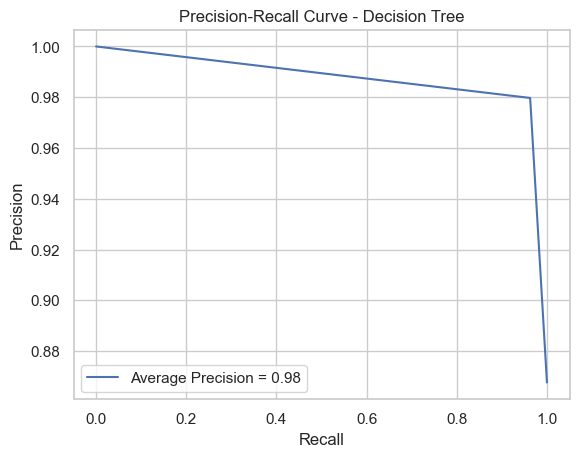 Precision-Recall Curve - Decision Tree
1.00
0.98
0.96
0.94
0.92
0.90
0.88
Precision
Average Precision = 0.98
0.0 0.2 0.4 0.6 0.8 1.0
Recall